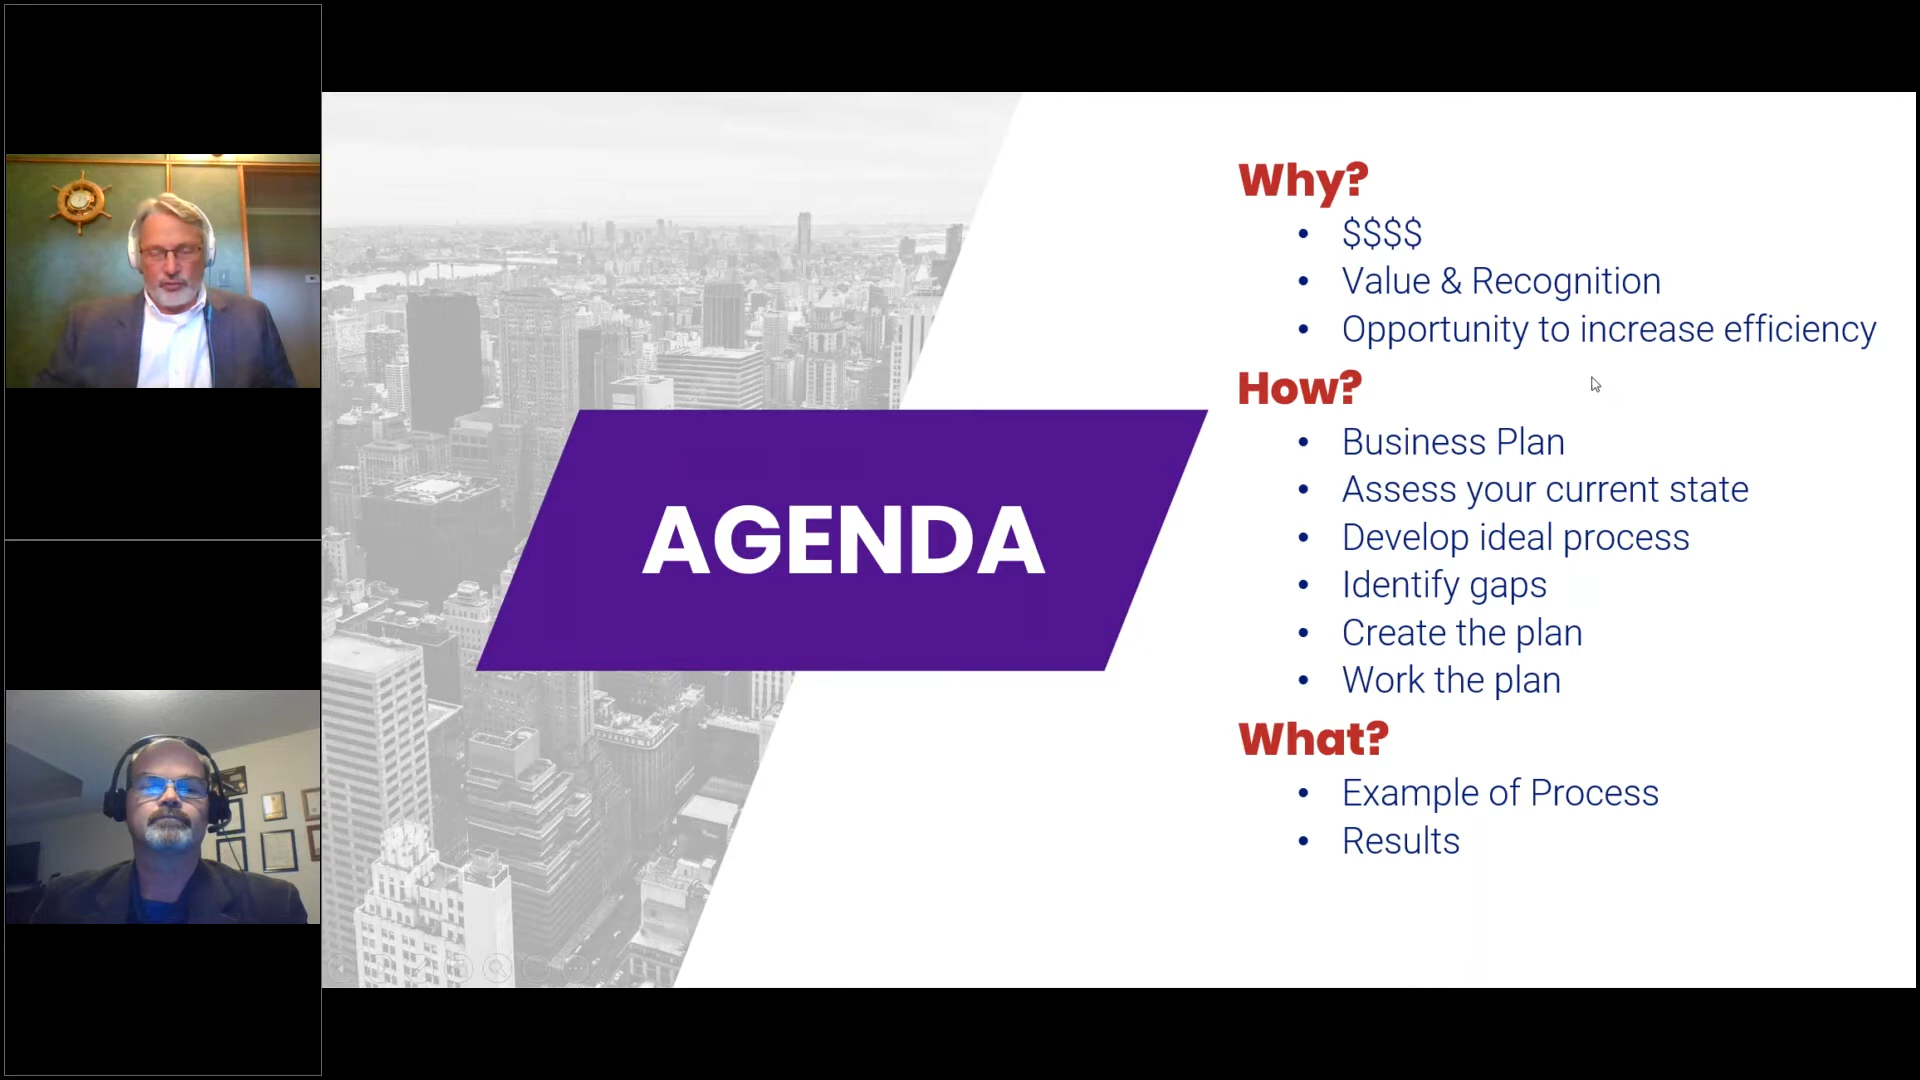 AGENDA
Why?
• $$$$
• Value & Recognition
• Opportunity to increase efficiency
How?
• Business Plan
• Assess your current state
• Develop ideal process
• Identify gaps
• Create the plan
• Work the plan
What?
• Example of Process
• Results